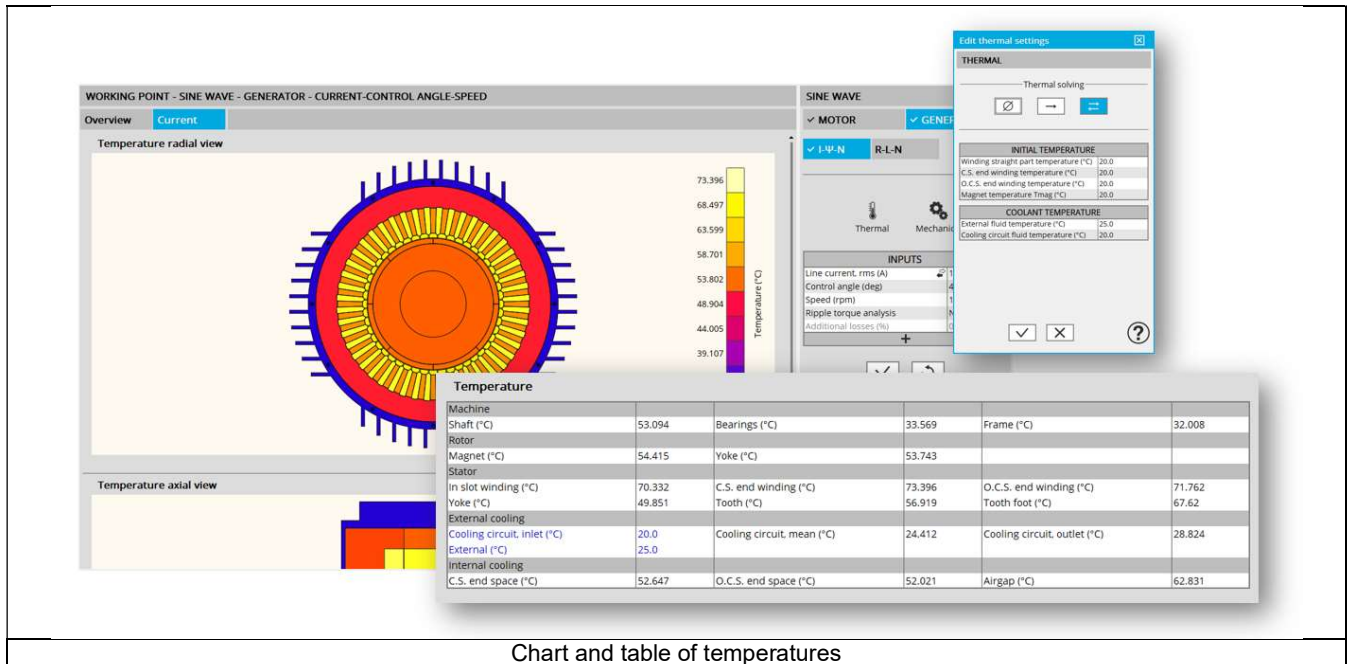 WORKING POINT - SINE WAVE - GENERATOR - CURRENT-CONTROL ANGLE-SPEED
Overview Current
Temperature radial view
73.396
68.497
63.599
58.701
53.802
48.904
44.005
39.107
Temperature (°C)
Temperature axial view
SINE WAVE
MOTOR GENER
I-Ψ-N R-L-N
Thermal Mechanic
INPUTS
Line current, rms (A) 1
Control angle (deg) 4
Speed (rpm) 1
Ripple torque analysis N
Additional losses (%) 0
+
Edit thermal settings
THERMAL
Thermal solving
INITIAL TEMPERATURE
Winding straight part temperature (°C) 20.0
C.S. end winding temperature (°C) 20.0
O.C.S. end winding temperature (°C) 20.0
Magnet temperature Tmag (°C) 20.0
COOLANT TEMPERATURE
External fluid temperature (°C) 25.0
Cooling circuit fluid temperature (°C) 20.0
?
Temperature
Machine
Shaft (°C) 53.094 Bearings (°C) 33.569 Frame (°C) 32.008
Rotor
Magnet (°C) 54.415 Yoke (°C) 53.743
Stator
In slot winding (°C) 70.332 C.S. end winding (°C) 73.396 O.C.S. end winding (°C) 71.762
Yoke (°C) 49.851 Tooth (°C) 56.919 Tooth foot (°C) 67.62
External cooling
Cooling circuit, inlet (°C) 20.0 Cooling circuit, mean (°C) 24.412 Cooling circuit, outlet (°C) 28.824
External (°C) 25.0
Internal cooling
C.S. end space (°C) 52.647 O.C.S. end space (°C) 52.021 Airgap (°C) 62.831
Chart and table of temperatures